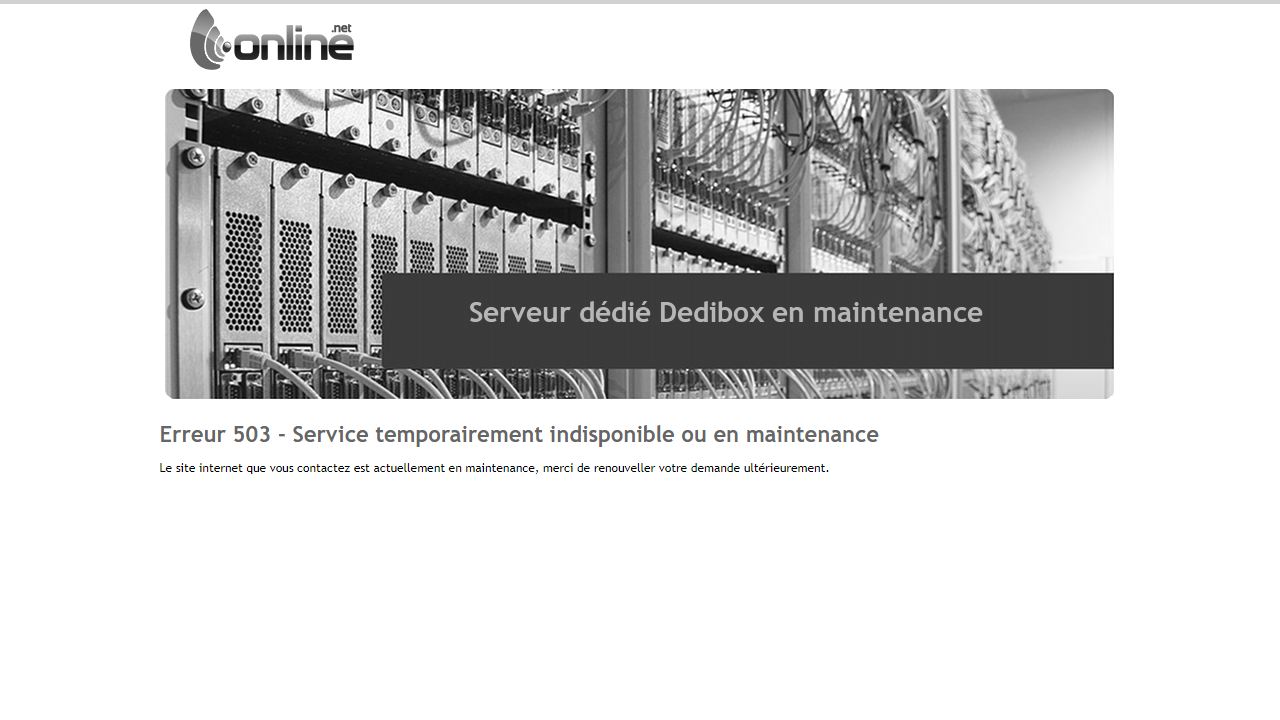 online.net
Serveur dédié Dedibox en maintenance
Erreur 503 - Service temporairement indisponible ou en maintenance
Le site internet que vous contactez est actuellement en maintenance, merci de renouveller votre demande ultérieurement.